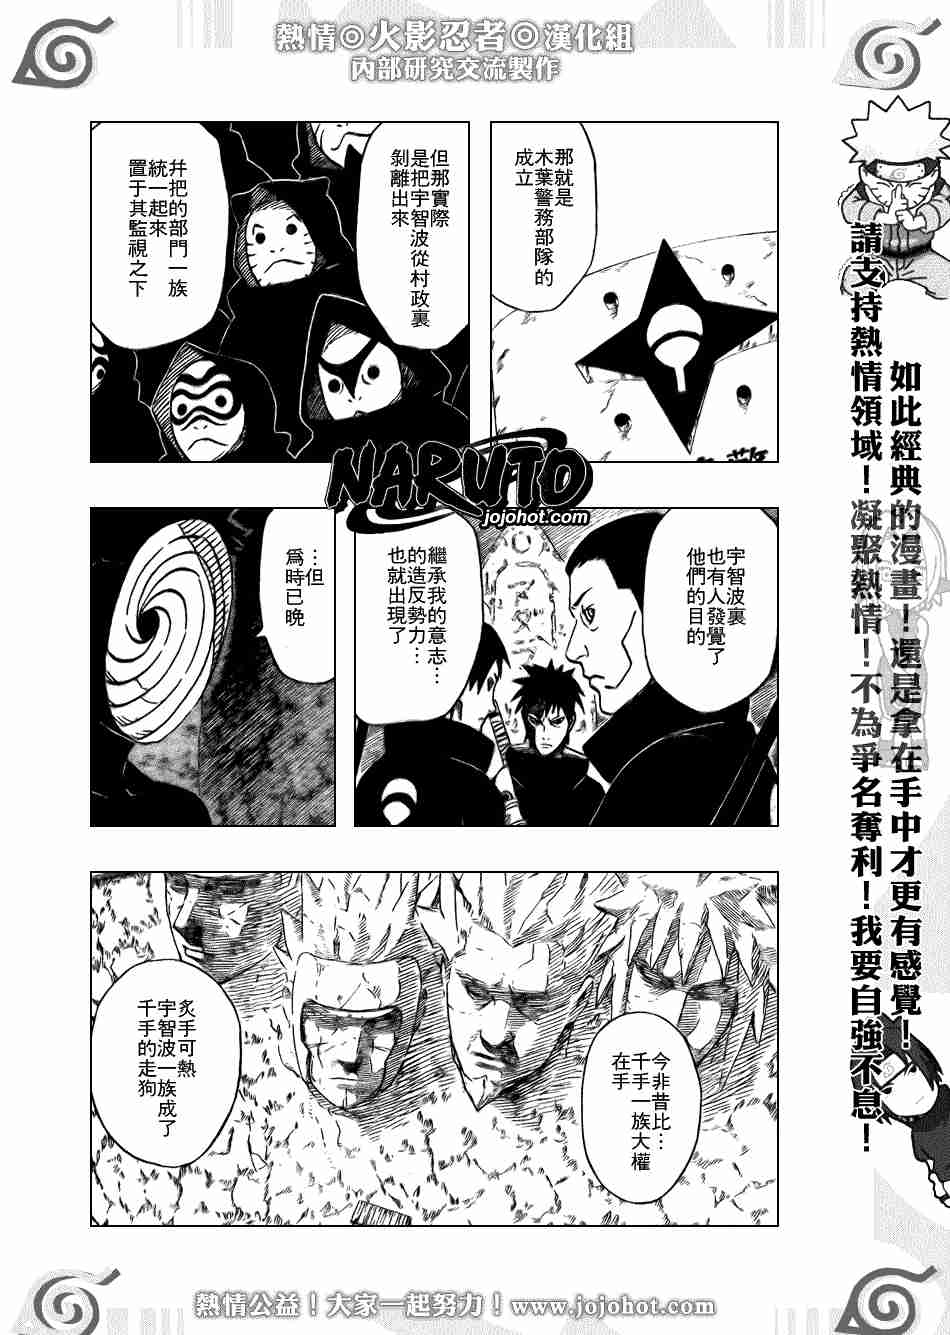 熱情◎火影忍者◎漢化組
內部研究交流製作
那就是
木葉警務部隊的
成立
但那實際
是把宇智波從村政裏
剝離出來
幷把的部門一族
統一起來
置于其監視之下
NARUTO
jojohot.com
宇智波裏
也有人發覺了
他們的目的
繼承我的意志…
的造反勢力…
也就出現了
…但
爲時已晚
今非昔比…
千手一族大權
在手
炙手可熱
宇智波一族成了
千手的走狗
如此經典的漫畫！還是拿在手中才更有感覺！
請支持熱情領域！凝聚熱情！不為爭名奪利！我要自強不息！
熱情公益！大家一起努力！www.jojohot.com